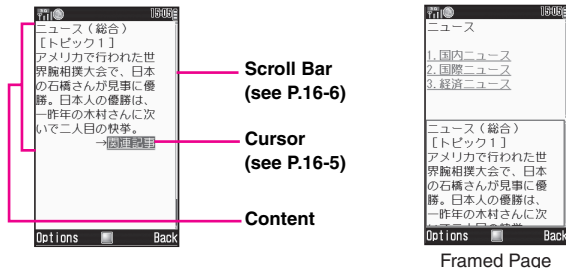 15:05
ニュース(総合)
[トピック1]
アメリカで行われた世
界腕相撲大会で、日本
の石橋さんが見事に優
勝。日本人の優勝は、
一昨年の木村さんに次
いで二人目の快挙。
→関連記事
Options
Back
Scroll Bar
(see P.16-6)
Cursor
(see P.16-5)
Content
15:05
ニュース
1.国内ニュース
2.国際ニュース
3.経済ニュース
ニュース(総合)
[トピック1]
アメリカで行われた世
界腕相撲大会で、日本
の石橋さんが見事に優
勝。日本人の優勝は、
一昨年の木村さんに次
Options
Back
Framed Page